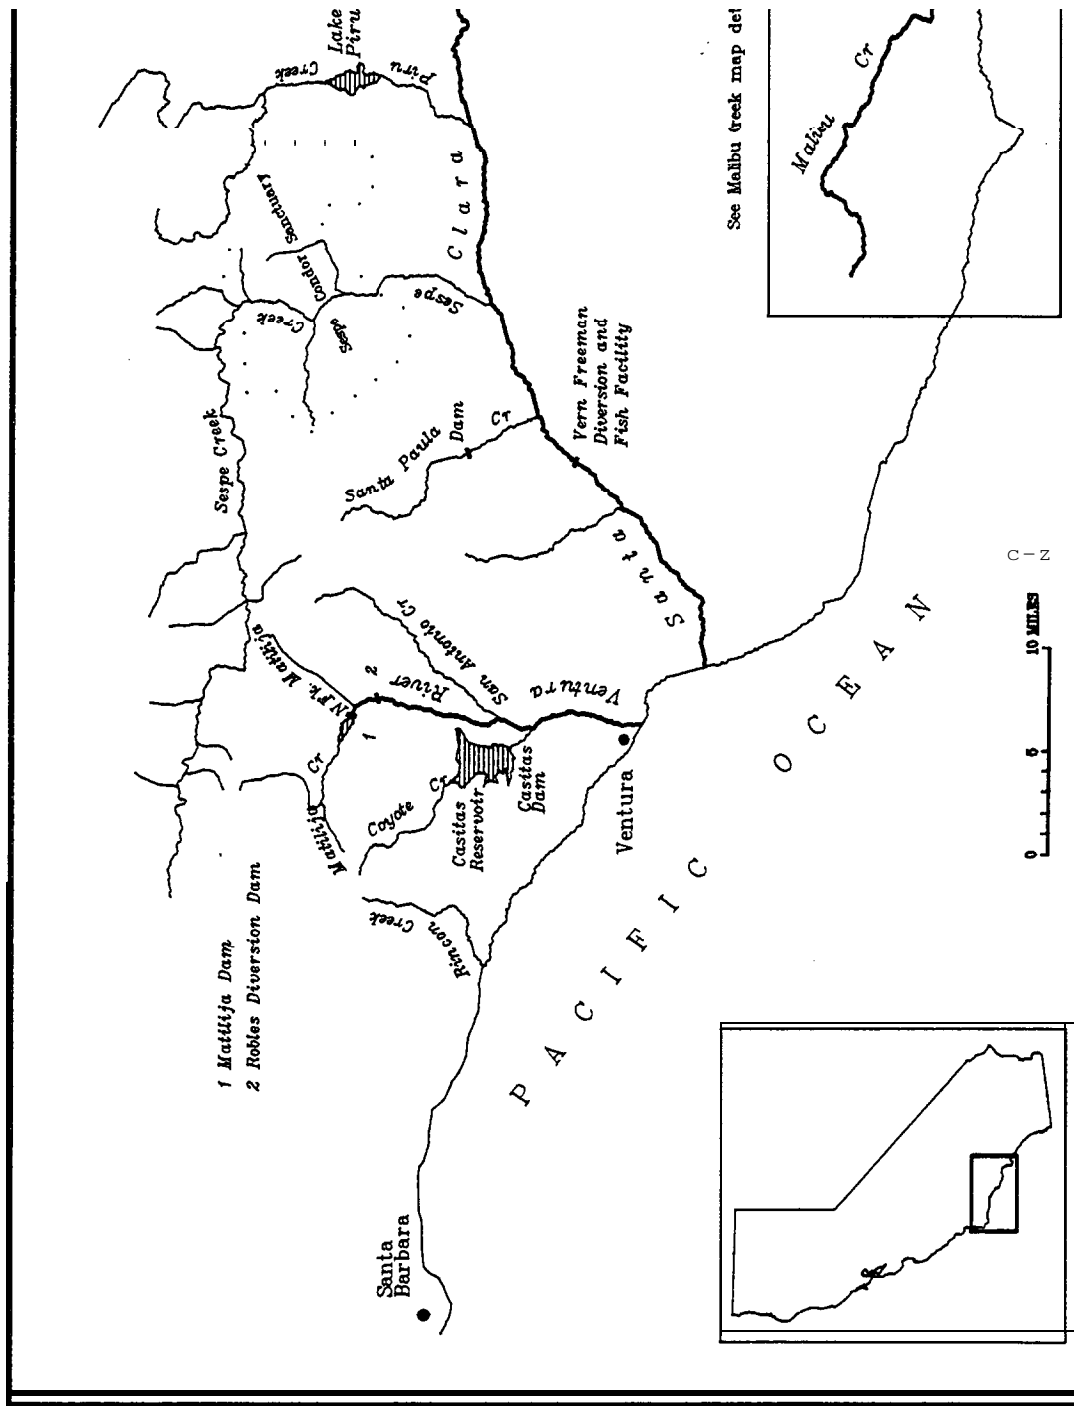 Lake
Piru
Creek
Piru
See Malibu Creek map det
Malibu
Cr
Sanctuary
Condor
Creek
Sespe
Sespe
Clara
Vern Freeman
Diversion and
Fish Facility
Sespe Creek
Santa Paula
Dam
Cr
Santa
N Fk. Matilija
2
River
San Antonio Cr
Ventura
1
Cr
Matilija
Coyote
Cr
Casitas
Reservoir
Casitas
Dam
Ventura
Rincon
Creek
1 Matilija Dam
2 Robles Diversion Dam
PACIFIC
OCEAN
Santa
Barbara
0
5
10 MILES
C-Z